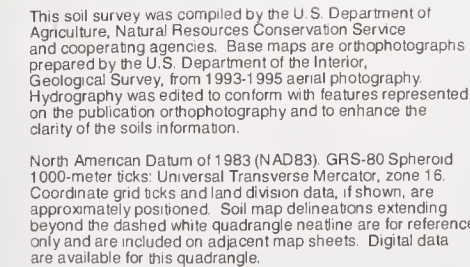 This soil survey was compiled by the U.S. Department of
Agriculture, Natural Resources Conservation Service
and cooperating agencies. Base maps are orthophotographs
prepared by the U.S. Department of the Interior,
Geological Survey, from 1993-1995 aerial photography.
Hydrography was edited to conform with features represented
on the publication orthophotography and to enhance the
clarity of the soils information.
North American Datum of 1983 (NAD83). GRS-80 Spheroid
1000-meter ticks: Universal Transverse Mercator, zone 16.
Coordinate grid ticks and land division data, if shown, are
approximately positioned. Soil map delineations extending
beyond the dashed white quadrangle neatline are for reference
only and are included on adjacent map sheets. Digital data
are available for this quadrangle.